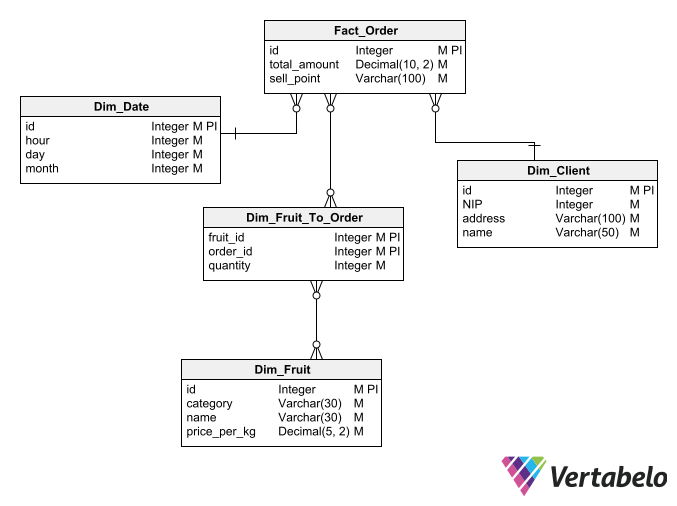 Fact_Order
id Integer M PI
total_amount Decimal(10, 2) M
sell_point Varchar(100) M
Dim_Date
id Integer M PI
hour Integer M
day Integer M
month Integer M
Dim_Client
id Integer M PI
NIP Integer M
address Varchar(100) M
name Varchar(50) M
Dim_Fruit_To_Order
fruit_id Integer M PI
order_id Integer M PI
quantity Integer M
Dim_Fruit
id Integer M PI
category Varchar(30) M
name Varchar(30) M
price_per_kg Decimal(5, 2) M
Vertabelo